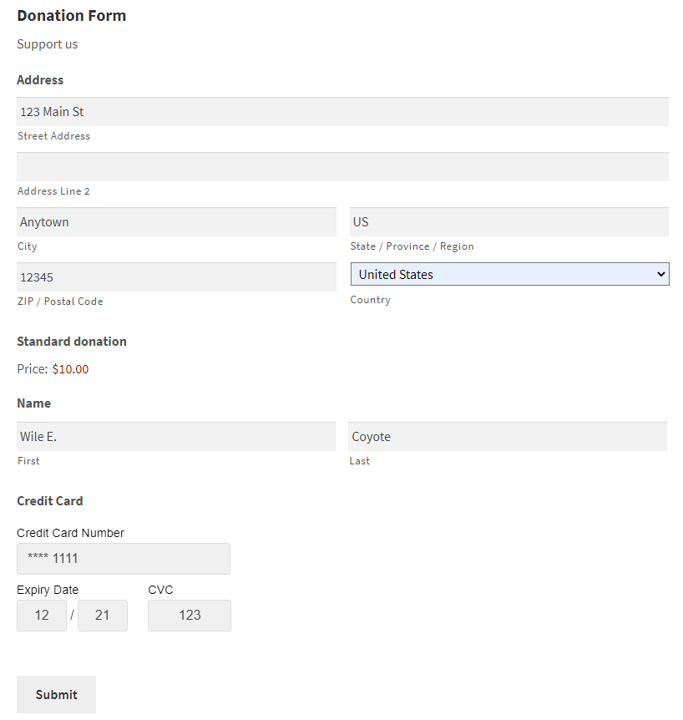 Donation Form
Support us
Address
123 Main St
Street Address
Address Line 2
Anytown US
City State / Province / Region
12345 United States
ZIP / Postal Code Country
Standard donation
Price: $10.00
Name
Wile E. Coyote
First Last
Credit Card
Credit Card Number
**** 1111
Expiry Date CVC
12 / 21 123
Submit